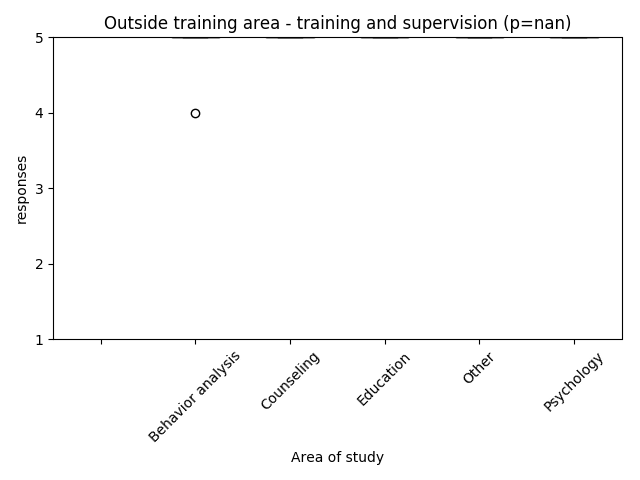 Outside training area - training and supervision (p=nan)
5
4
3
2
1
responses
Behavior analysis
Counseling
Education
Other
Psychology
Area of study